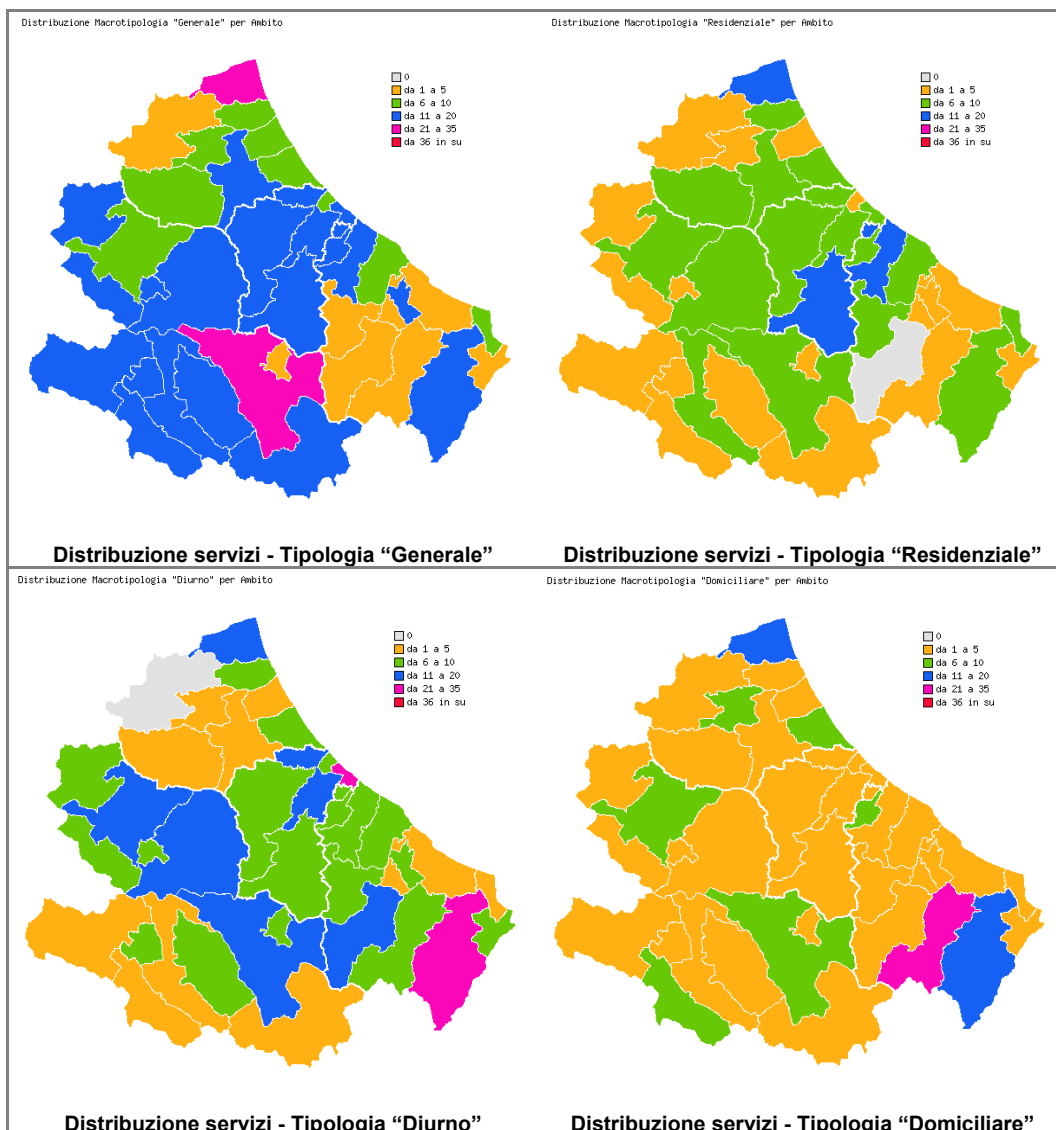 Distribuzione Macrotipologia "Generale" per Ambito
0
da 1 a 5
da 6 a 10
da 11 a 20
da 21 a 35
da 36 in su
Distribuzione servizi - Tipologia “Generale”
Distribuzione Macrotipologia "Residenziale" per Ambito
0
da 1 a 5
da 6 a 10
da 11 a 20
da 21 a 35
da 36 in su
Distribuzione servizi - Tipologia “Residenziale”
Distribuzione Macrotipologia "Diurno" per Ambito
0
da 1 a 5
da 6 a 10
da 11 a 20
da 21 a 35
da 36 in su
Distribuzione servizi - Tipologia “Diurno”
Distribuzione Macrotipologia "Domiciliare" per Ambito
0
da 1 a 5
da 6 a 10
da 11 a 20
da 21 a 35
da 36 in su
Distribuzione servizi - Tipologia “Domiciliare”